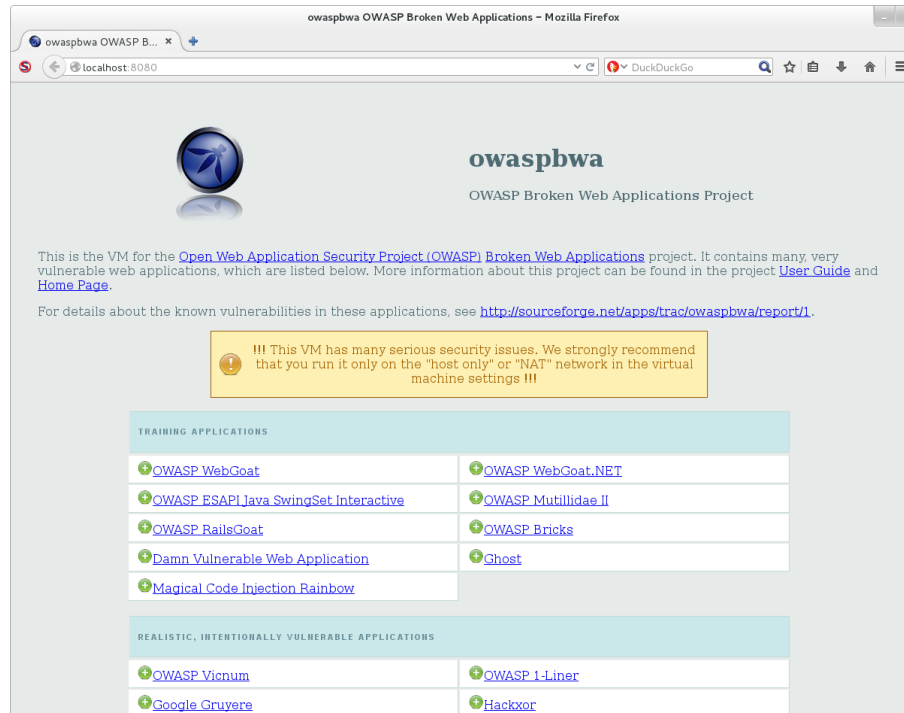 owaspbwa OWASP Broken Web Applications - Mozilla Firefox
owaspbwa OWASP B...
localhost:8080
DuckDuckGo
owaspbwa
OWASP Broken Web Applications Project
This is the VM for the Open Web Application Security Project (OWASP) Broken Web Applications project. It contains many, very
vulnerable web applications, which are listed below. More information about this project can be found in the project User Guide and
Home Page.
For details about the known vulnerabilities in these applications, see http://sourceforge.net/apps/trac/owaspbwa/report/1.
!!! This VM has many serious security issues. We strongly recommend
that you run it only on the "host only" or "NAT" network in the virtual
machine settings !!!
TRAINING APPLICATIONS
OWASP WebGoat
OWASP WebGoat.NET
OWASP ESAPI Java SwingSet Interactive
OWASP Mutillidae II
OWASP RailsGoat
OWASP Bricks
Damn Vulnerable Web Application
Ghost
Magical Code Injection Rainbow
REALISTIC, INTENTIONALLY VULNERABLE APPLICATIONS
OWASP Vicnum
OWASP 1-Liner
Google Gruyere
Hackxor